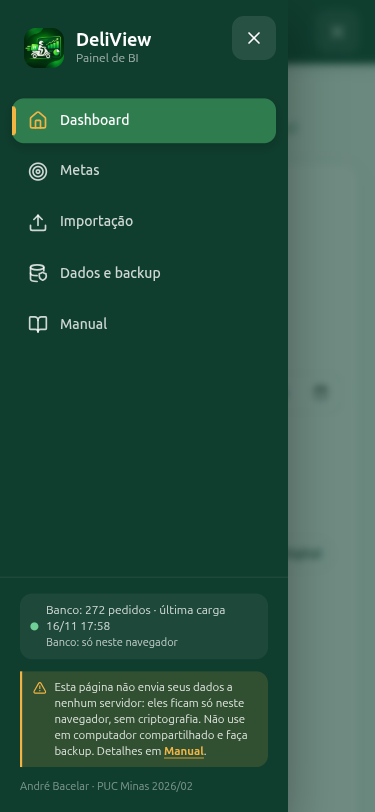 DeliView
Painel de BI
Dashboard
Metas
Importação
Dados e backup
Manual
Banco: 272 pedidos · última carga
16/11 17:58
Banco: só neste navegador
Esta página não envia seus dados a
nenhum servidor: eles ficam só neste
navegador, sem criptografia. Não use
em computador compartilhado e faça
backup. Detalhes em Manual.
André Bacelar · PUC Minas 2026/02